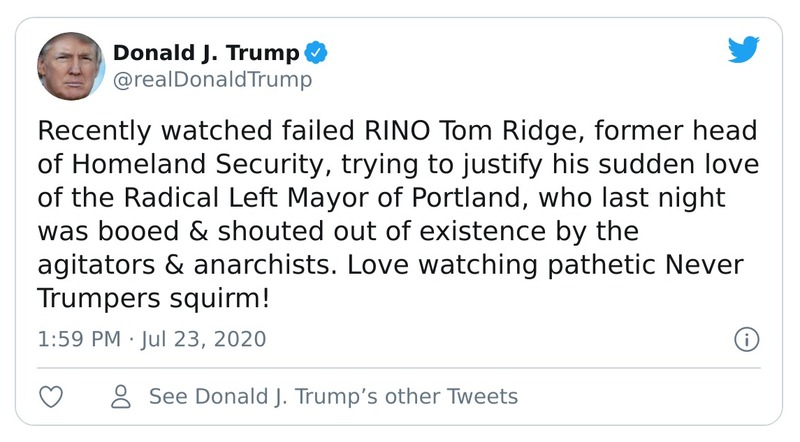 Donald J. Trump
@realDonaldTrump
Recently watched failed RINO Tom Ridge, former head
of Homeland Security, trying to justify his sudden love
of the Radical Left Mayor of Portland, who last night
was booed & shouted out of existence by the
agitators & anarchists. Love watching pathetic Never
Trumpers squirm!
1:59 PM · Jul 23, 2020
See Donald J. Trump’s other Tweets